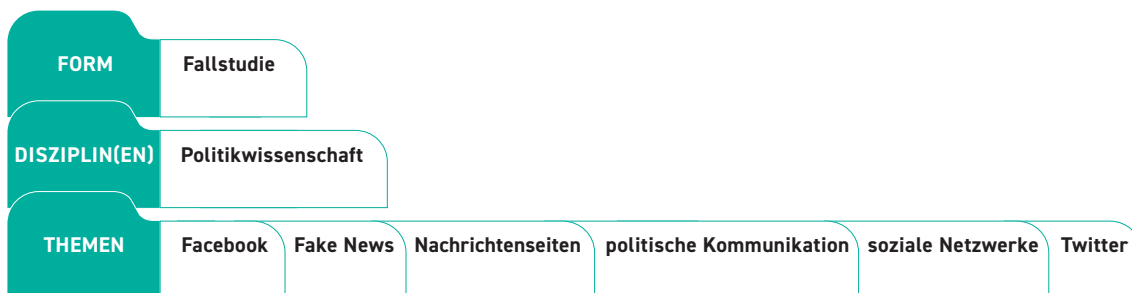 FORM Fallstudie
DISZIPLIN(EN) Politikwissenschaft
THEMEN Facebook Fake News Nachrichtenseiten politische Kommunikation soziale Netzwerke Twitter